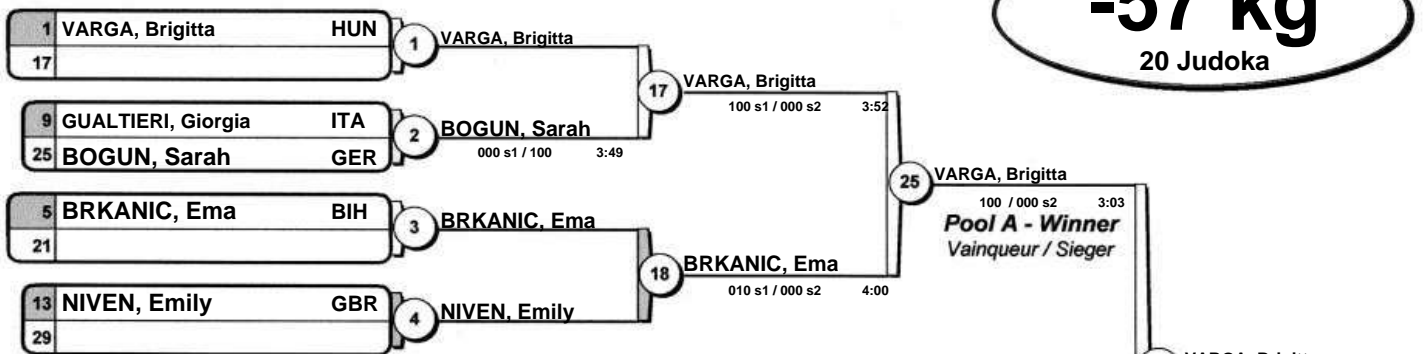 -57 kg
20 Judoka
1 VARGA, Brigitta HUN
17
1 VARGA, Brigitta
9 GUALTIERI, Giorgia ITA
25 BOGUN, Sarah GER
2 BOGUN, Sarah
000 s1 / 100 3:49
17 VARGA, Brigitta
100 s1 / 000 s2 3:52
5 BRKANIC, Ema BIH
21
3 BRKANIC, Ema
13 NIVEN, Emily GBR
29
4 NIVEN, Emily
18 BRKANIC, Ema
010 s1 / 000 s2 4:00
25 VARGA, Brigitta
100 / 000 s2 3:03
Pool A - Winner
Vainqueur / Sieger